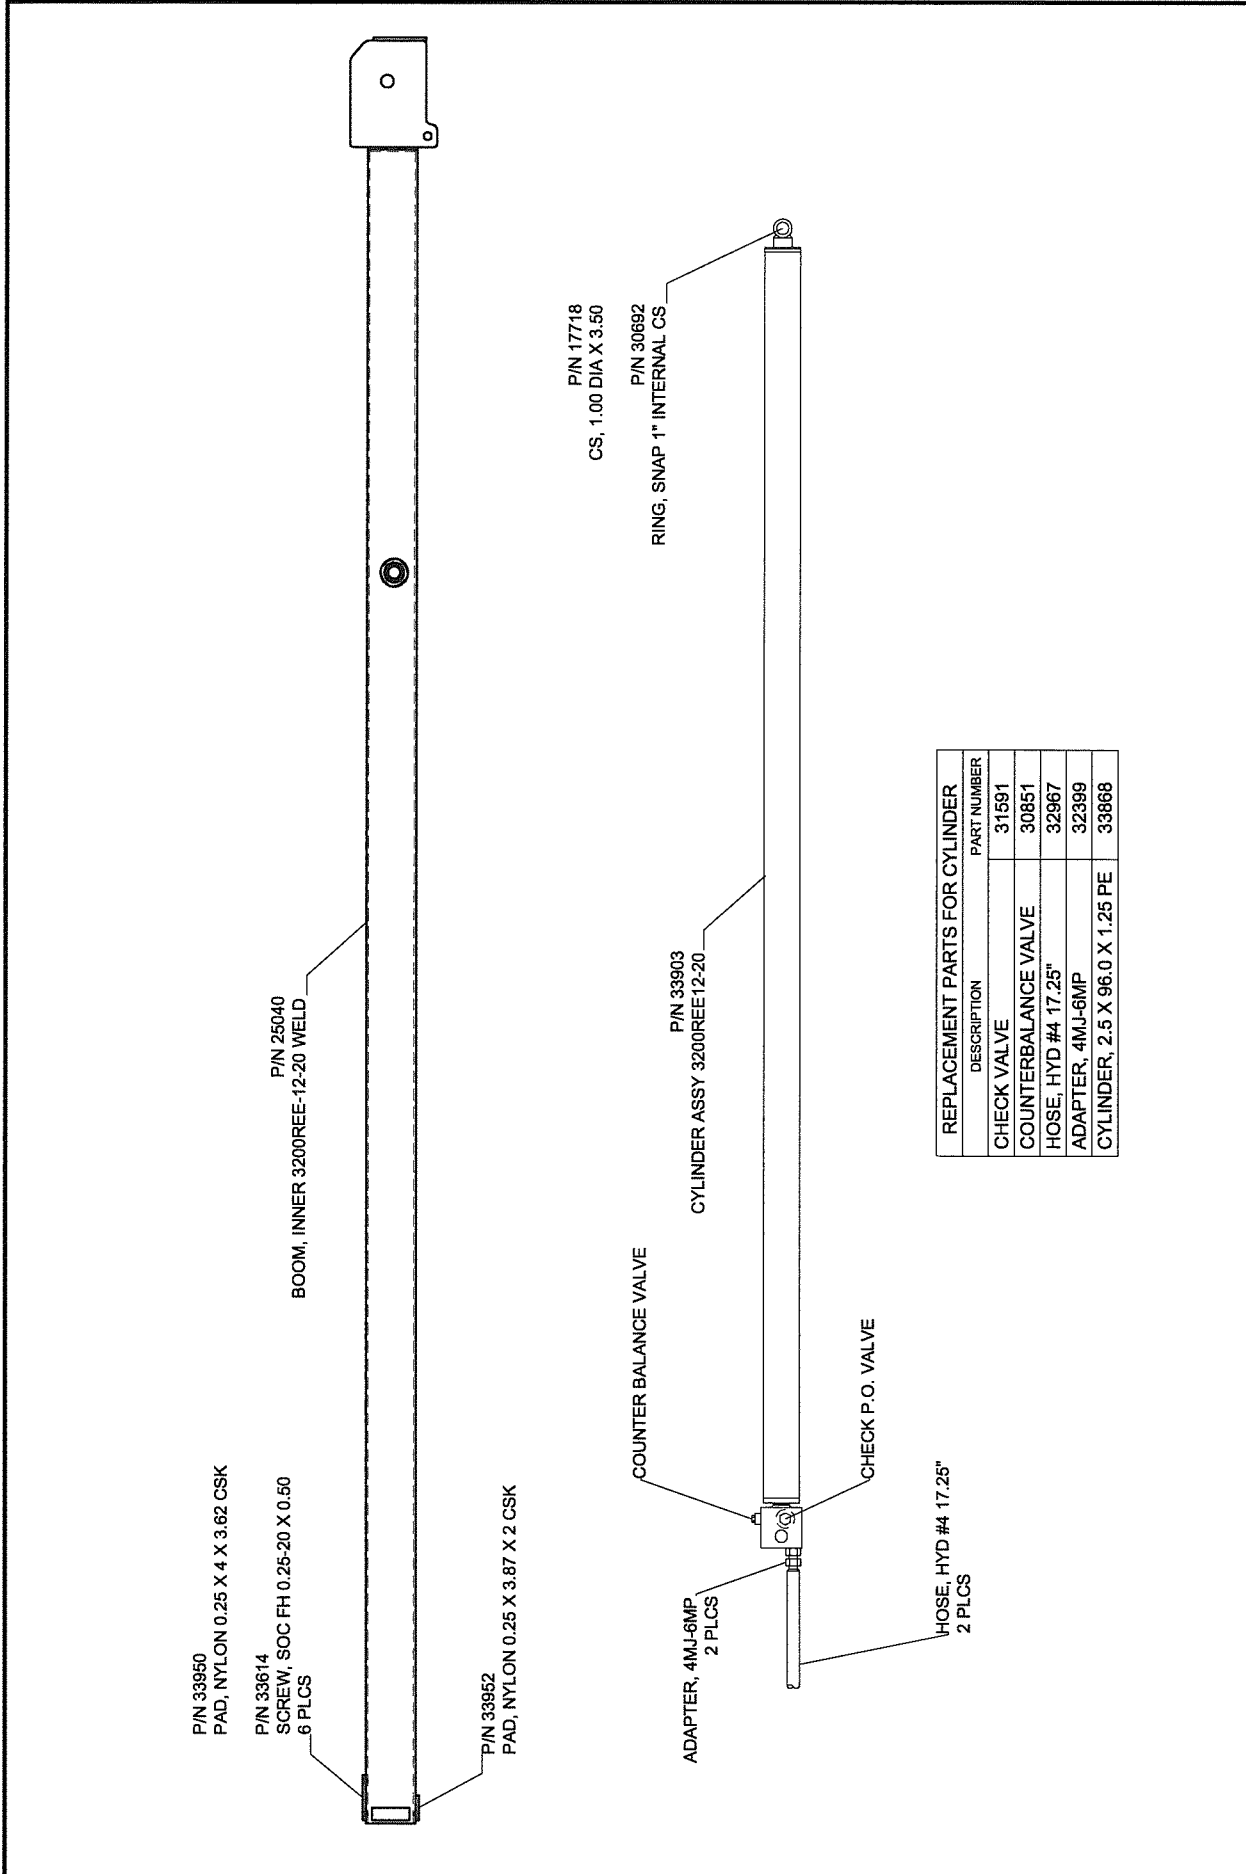 P/N 33950
PAD, NYLON 0.25 X 4 X 3.62 CSK
P/N 33614
SCREW, SOC FH 0.25-20 X 0.50
6 PLCS
P/N 25040
BOOM, INNER 3200REE-12-20 WELD
P/N 33952
PAD, NYLON 0.25 X 3.87 X 2 CSK
P/N 17718
CS, 1.00 DIA X 3.50
P/N 30692
RING, SNAP 1" INTERNAL CS
COUNTER BALANCE VALVE
P/N 33903
CYLINDER ASSY 3200REE12-20
ADAPTER, 4MJ-6MP
2 PLCS
CHECK P.O. VALVE
HOSE, HYD #4 17.25"
2 PLCS
REPLACEMENT PARTS FOR CYLINDER
DESCRIPTION PART NUMBER
CHECK VALVE 31591
COUNTERBALANCE VALVE 30851
HOSE, HYD #4 17.25" 32967
ADAPTER, 4MJ-6MP 32399
CYLINDER, 2.5 X 96.0 X 1.25 PE 33868